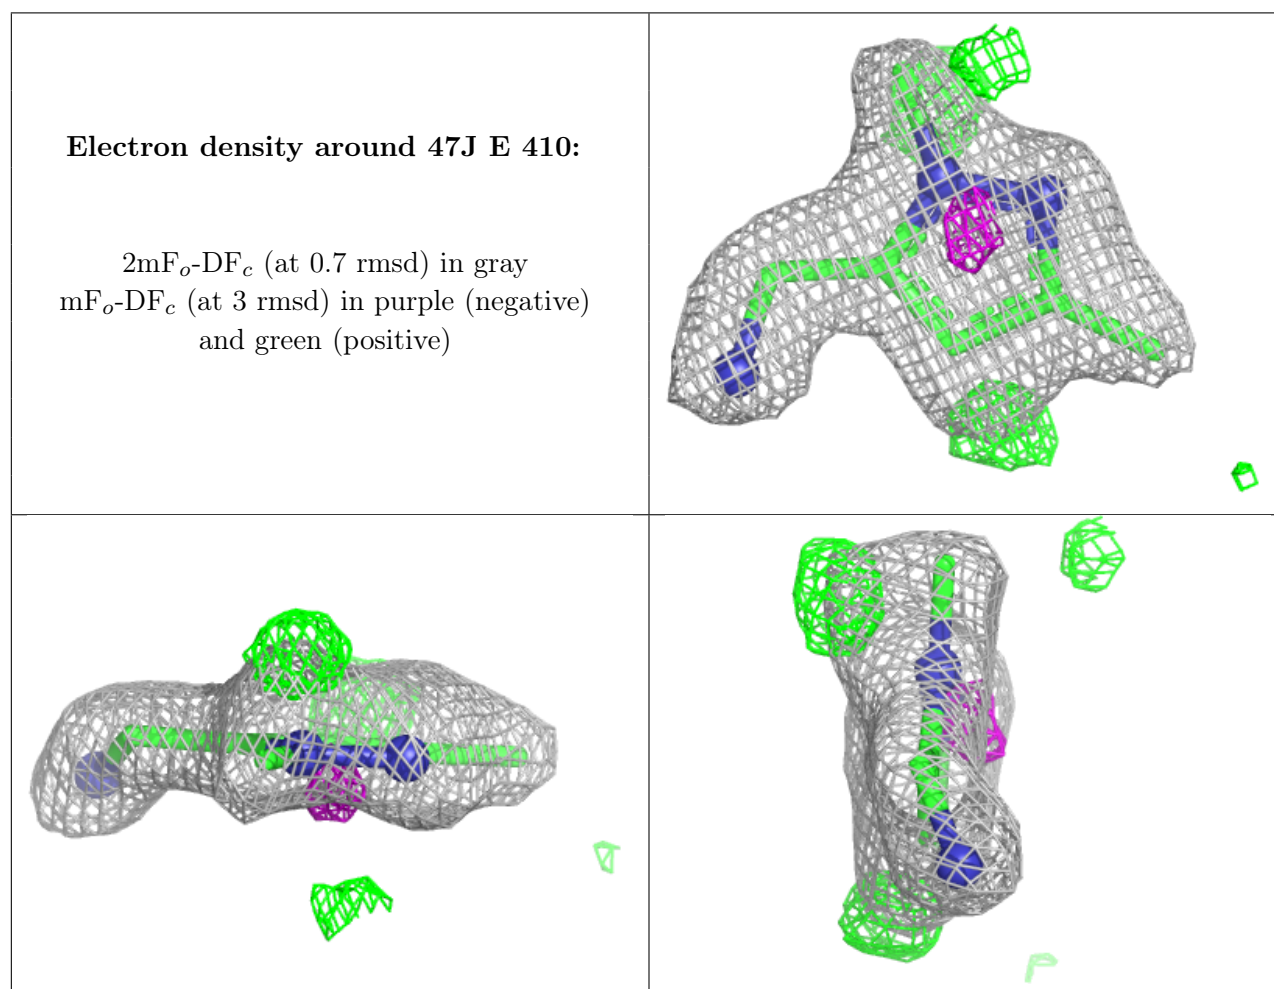 Electron density around 47J E 410:
2mFo-DFc (at 0.7 rmsd) in gray
mFo-DFc (at 3 rmsd) in purple (negative)
and green (positive)